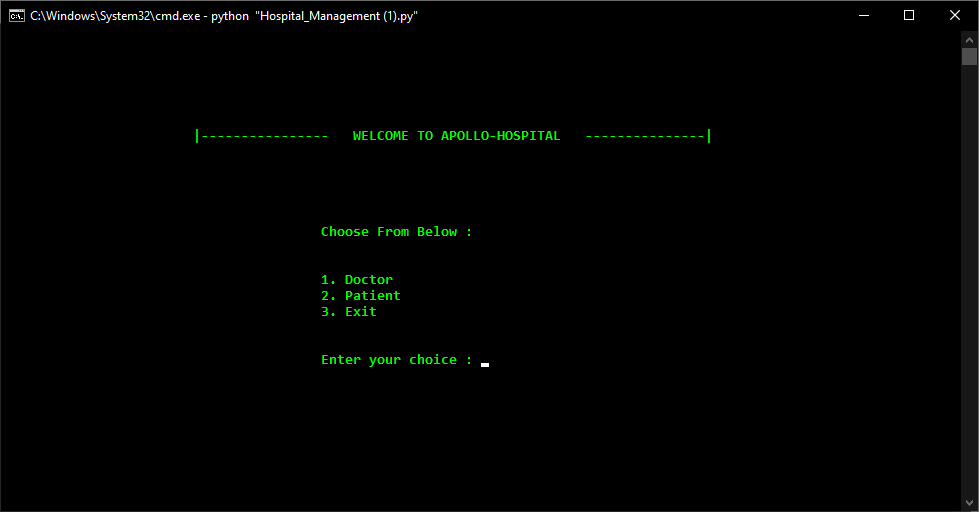 C:\Windows\System32\cmd.exe - python "Hospital_Management (1).py"
|---------------- WELCOME TO APOLLO-HOSPITAL ---------------|
Choose From Below :
1. Doctor
2. Patient
3. Exit
Enter your choice :